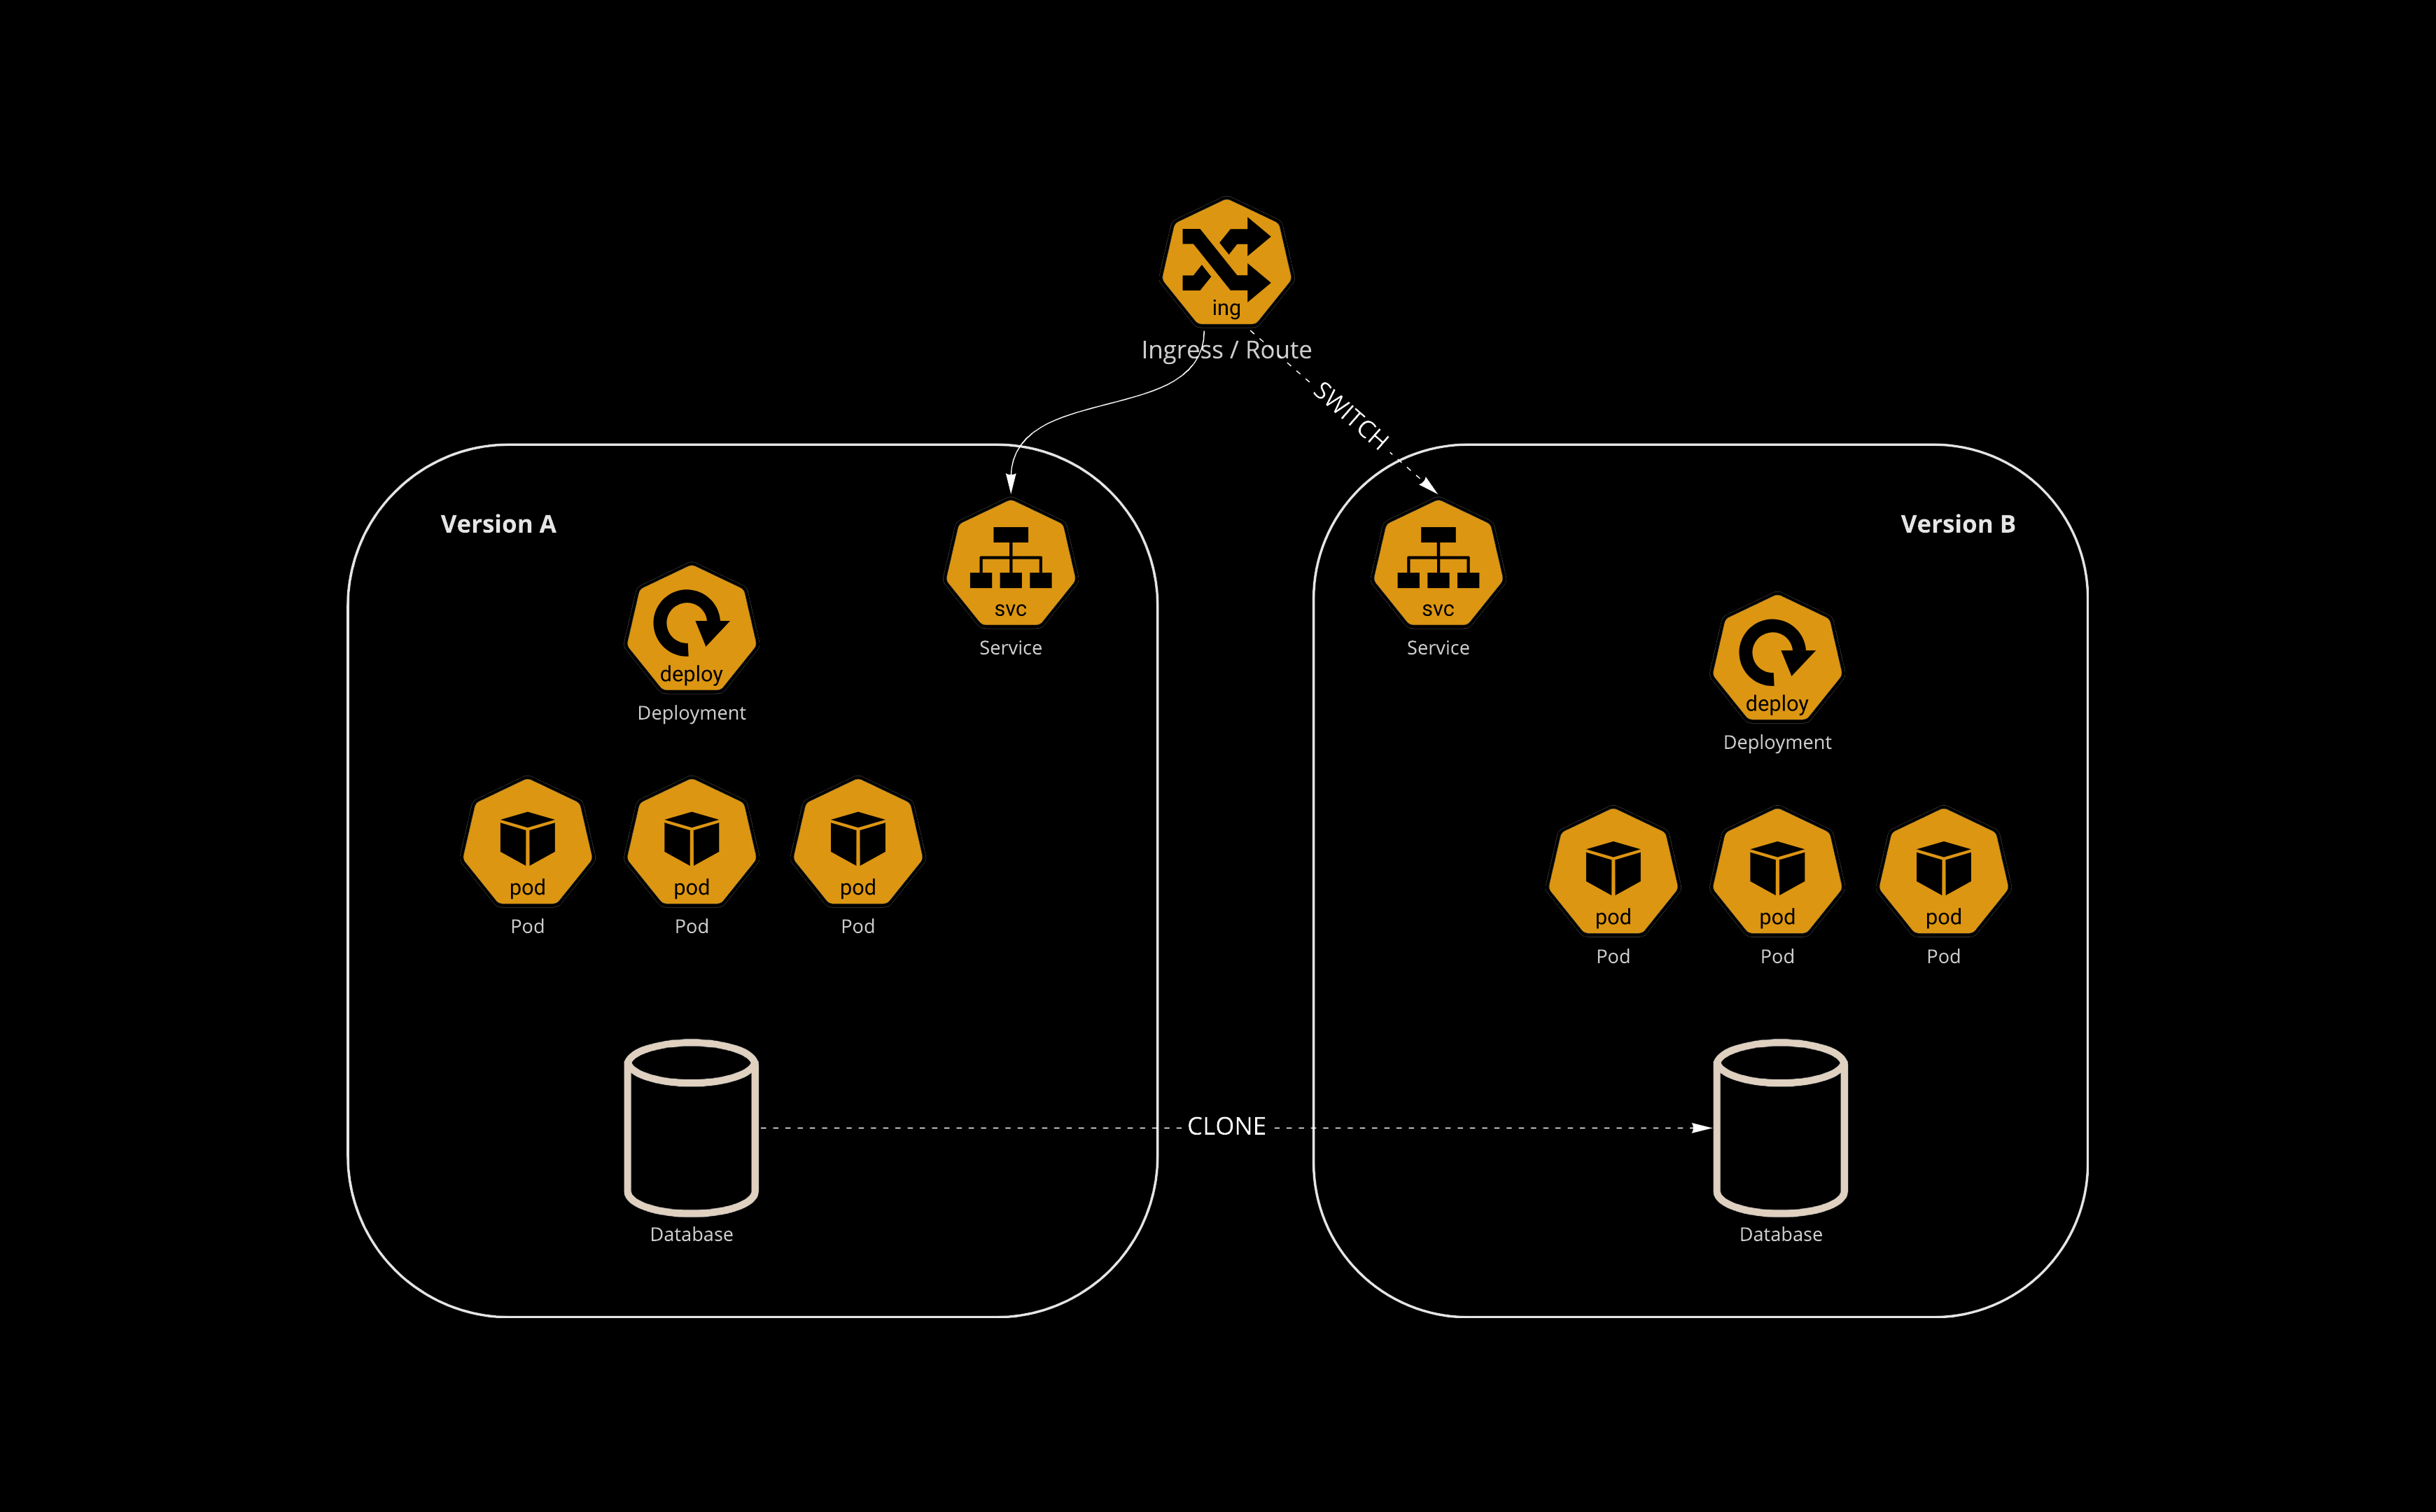 ing
Ingress / Route
SWITCH
Version A
svc
Service
deploy
Deployment
pod
Pod
pod
Pod
pod
Pod
Database
CLONE
Version B
svc
Service
deploy
Deployment
pod
Pod
pod
Pod
pod
Pod
Database